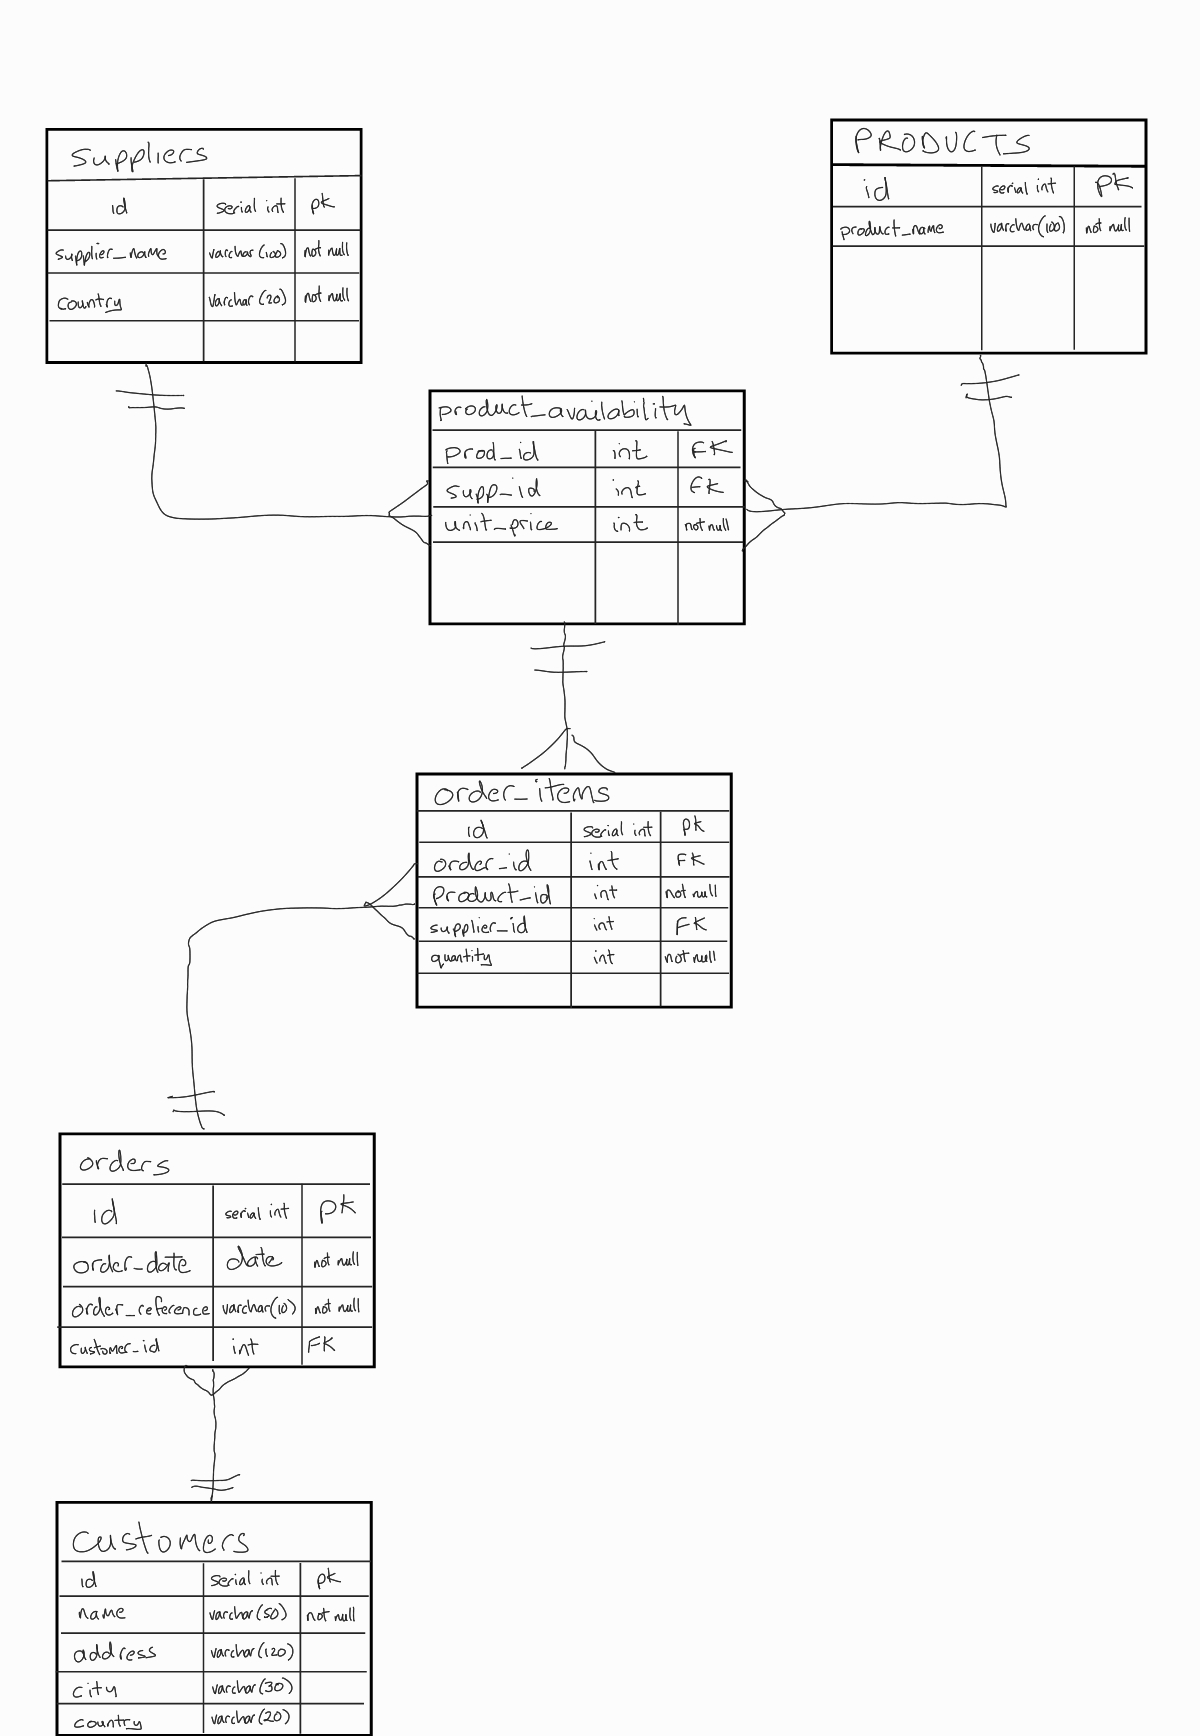 suppliers
id serial int pk
supplier_name varchar(100) not null
country varchar(20) not null
PRODUCTS
id serial int PK
product_name varchar(100) not null
product_availability
prod_id int FK
supp_id int FK
unit_price int not null
order_items
id serial int pk
order_id int FK
product_id int not null
supplier_id int FK
quantity int not null
orders
id serial int pk
order_date date not null
order_reference varchar(10) not null
customer_id int FK
customers
id serial int pk
name varchar(50) not null
address varchar(120)
city varchar(30)
country varchar(20)